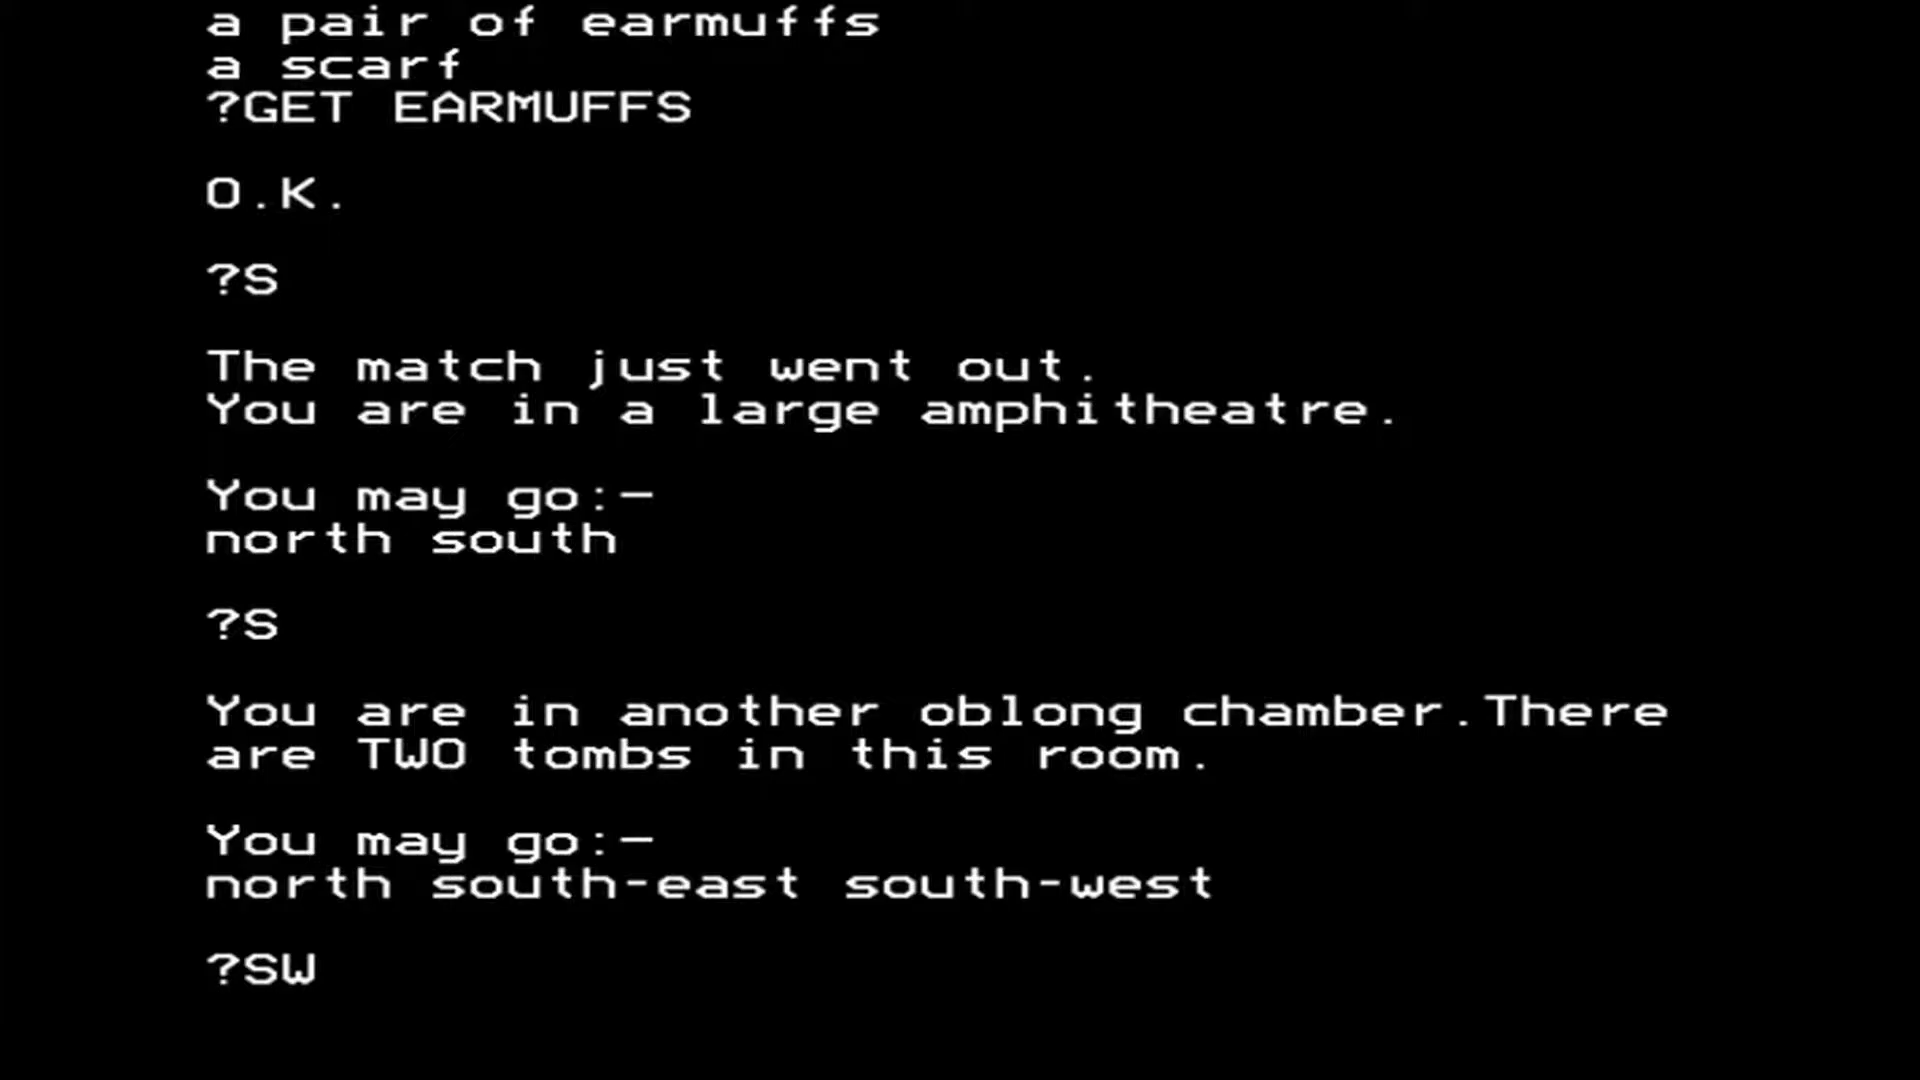 a pair of earmuffs
a scarf
?GET EARMUFFS
O.K.
?S
The match just went out.
You are in a large amphitheatre.
You may go:-
north south
?S
You are in another oblong chamber.There
are TWO tombs in this room.
You may go:-
north south-east south-west
?SW